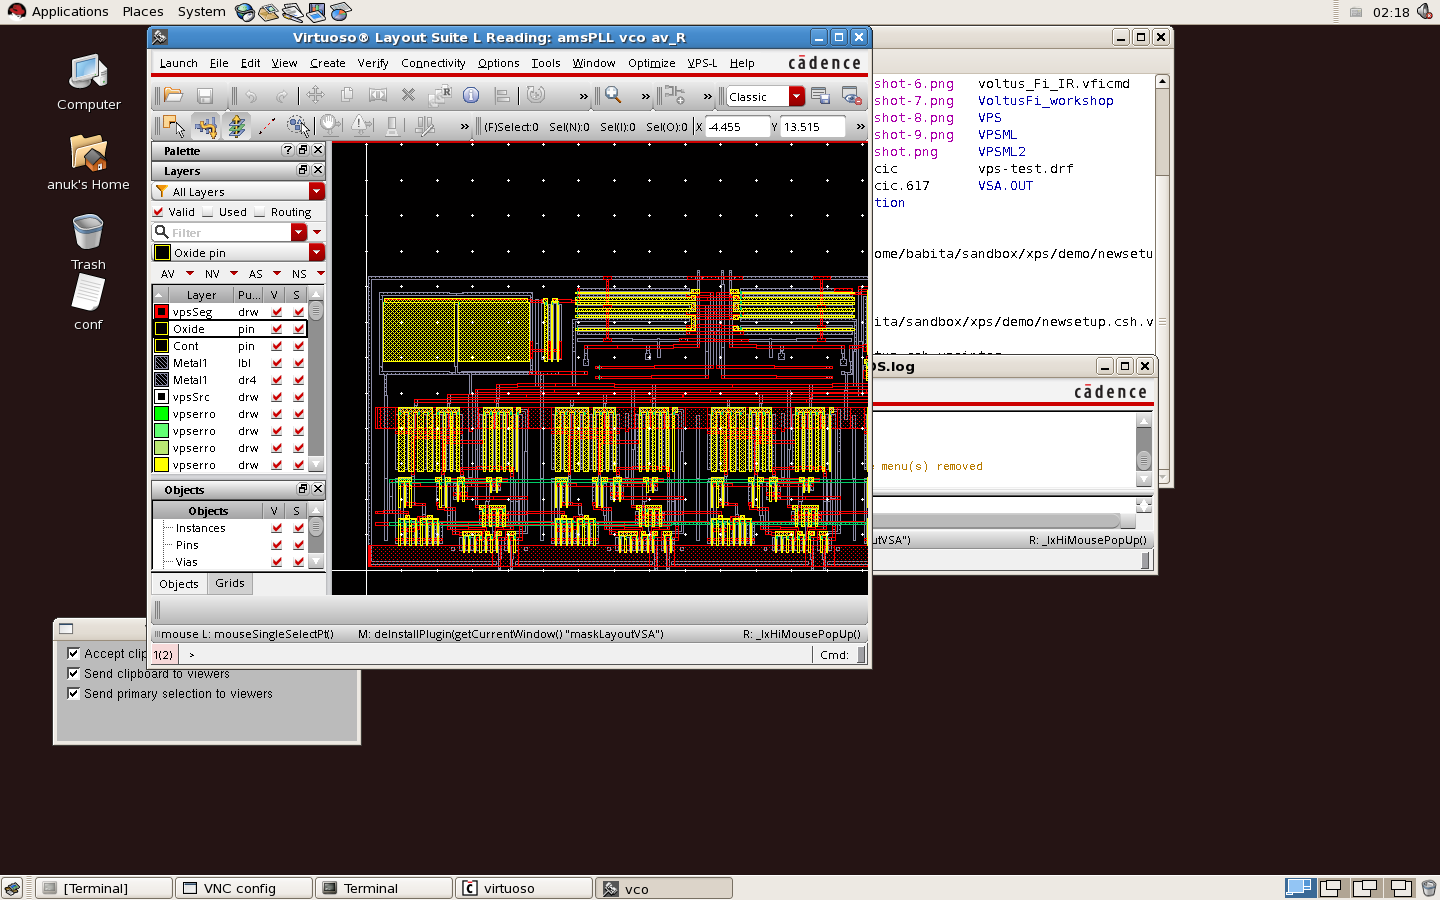 Applications Places System
02:18
Computer
anuk's Home
Trash
conf
Virtuoso® Layout Suite L Reading: amsPLL vco av_R
Launch File Edit View Create Verify Connectivity Options Tools Window Optimize VPS-L Help
cādence
» » » Classic
» (F)Select:0 Sel(N):0 Sel(I):0 Sel(O):0 X -4.455 Y 13.515 »
Palette
Layers
All Layers
Valid Used Routing
Filter
Oxide pin
AV NV AS NS
Layer Pu... V S
vpsSeg drw
Oxide pin
Cont pin
Metal1 lbl
Metal1 dr4
vpsSrc drw
vpserro drw
vpserro drw
vpserro drw
vpserro drw
Objects
Objects V S
Instances
Pins
Vias
Objects Grids
mouse L: mouseSingleSelectPt() M: deInstallPlugin(getCurrentWindow() "maskLayoutVSA") R: _lxHiMousePopUp()
1(2) > Cmd:
shot-6.png voltus_Fi_IR.vficmd
shot-7.png VoltusFi_workshop
shot-8.png VPS
shot-9.png VPSML
shot.png VPSML2
cic vps-test.drf
cic.617 VSA.OUT
tion
ome/babita/sandbox/xps/demo/newsetu
ita/sandbox/xps/demo/newsetup.csh.v
OS.log
cādence
menu(s) removed
utVSA") R: _lxHiMousePopUp()
Accept clip
Send clipboard to viewers
Send primary selection to viewers
[Terminal] VNC config Terminal virtuoso vco